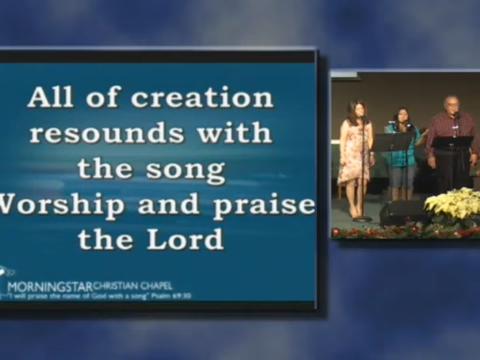 All of creation
resounds with
the song
Worship and praise
the Lord
MORNINGSTAR CHRISTIAN CHAPEL
"I will praise the name of God with a song" Psalm 69:30